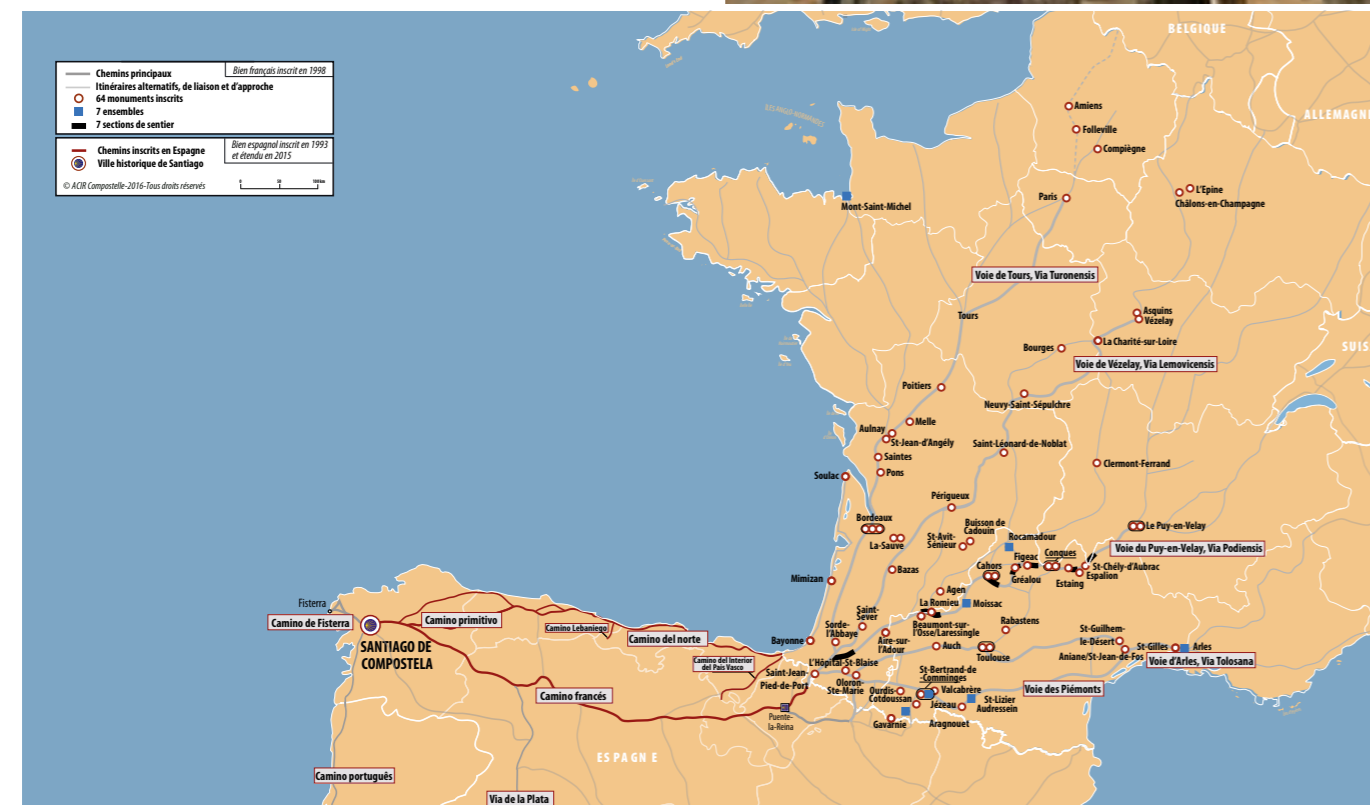 Chemins principaux
Bien français inscrit en 1998
Itinéraires alternatifs, de liaison et d'approche
64 monuments inscrits
7 ensembles
7 sections de sentier
Chemins inscrits en Espagne
Bien espagnol inscrit en 1993
et étendu en 2015
Ville historique de Santiago
© ACIR Compostelle-2016-Tous droits réservés
0 50 100 km
BELGIQUE
ALLEMAGNE
ÎLES ANGLO-NORMANDES
Amiens
Folleville
Compiègne
L'Epine
Châlons-en-Champagne
Paris
Mont-Saint-Michel
Voie de Tours, Via Turonensis
Tours
Asquins
Vézelay
La Charité-sur-Loire
Bourges
SUIS
Voie de Vézelay, Via Lemovicensis
Poitiers
Neuvy-Saint-Sépulchre
Melle
Aulnay
St-Jean-d'Angély
Saint-Léonard-de-Noblat
Saintes
Pons
Clermont-Ferrand
Soulac
Périgueux
Bordeaux
Le Puy-en-Velay
La-Sauve
St-Avit-
Sénieur
Buisson de
Cadouin
Rocamadour
Voie du Puy-en-Velay, Via Podiensis
Figeac
Conques
St-Chély-d'Aubrac
Cahors
Gréalou
Estaing
Espalion
Bazas
Mimizan
Agen
La Romieu
Moissac
Fisterra
Camino de Fisterra
Camino primitivo
Camino Lebaniego
Camino del norte
SANTIAGO DE
COMPOSTELA
Saint-
Sever
Sorde-
l'Abbaye
Beaumont-sur-
l'Osse/Laressingle
Rabastens
St-Guilhem-
le-Désert
Bayonne
Aire-sur-
l'Adour
Auch
Toulouse
Aniane/St-Jean-de-Fos
St-Gilles
Arles
Voie d'Arles, Via Tolosana
Camino del Interior
del País Vasco
L'Hôpital-St-Blaise
Saint-Jean-
Pied-de-Port
Oloron-
Ste-Marie
St-Bertrand-de
-Comminges
Valcabrère
Ourdis-
Cotdoussan
Voie des Piémonts
St-Lizier
Audressein
Jézeau
Camino francés
Puente-
la-Reina
Gavarnie
Aragnouet
ESPAGNE
Camino português
Via de la Plata